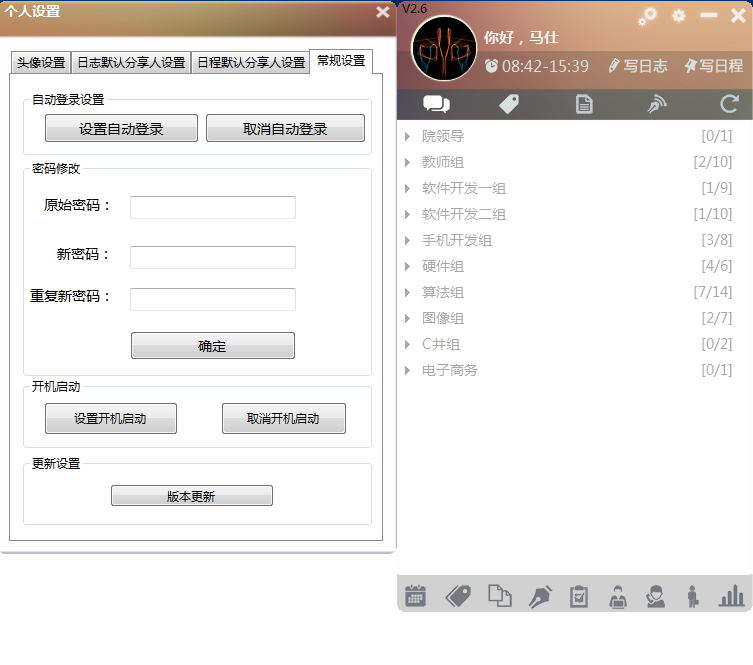 个人设置
头像设置 日志默认分享人设置 日程默认分享人设置 常规设置
自动登录设置
设置自动登录 取消自动登录
密码修改
原始密码：
新密码：
重复新密码：
确定
开机启动
设置开机启动 取消开机启动
更新设置
版本更新
V2.6
你好，马仕
08:42-15:39 写日志 写日程
院领导 [0/1]
教师组 [2/10]
软件开发一组 [1/9]
软件开发二组 [1/10]
手机开发组 [3/8]
硬件组 [4/6]
算法组 [7/14]
图像组 [2/7]
C井组 [0/2]
电子商务 [0/1]